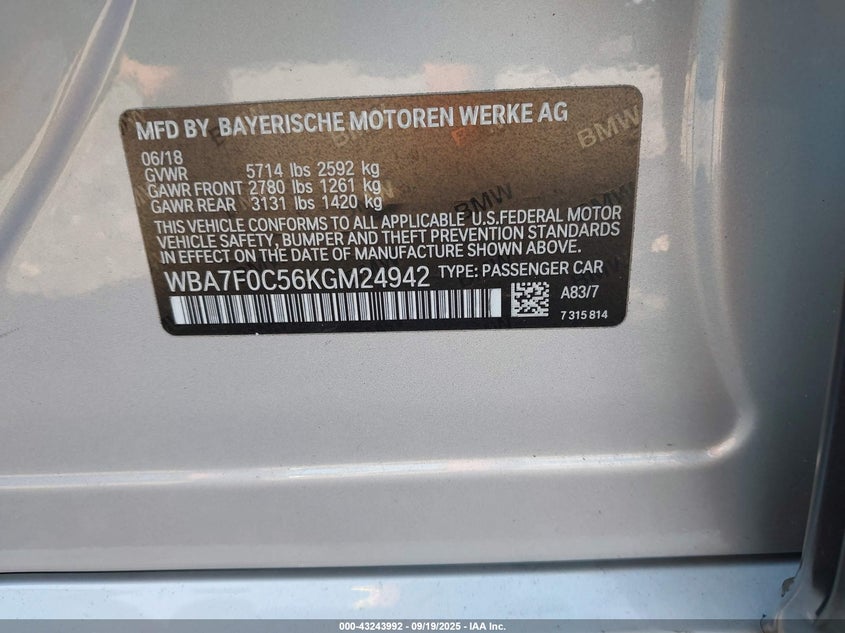 MFD BY BAYERISCHE MOTOREN WERKE AG
06/18
GVWR 5714 lbs 2592 kg
GAWR FRONT 2780 lbs 1261 kg
GAWR REAR 3131 lbs 1420 kg
THIS VEHICLE CONFORMS TO ALL APPLICABLE U.S.FEDERAL MOTOR
VEHICLE SAFETY, BUMPER AND THEFT PREVENTION STANDARDS
IN EFFECT ON THE DATE OF MANUFACTURE SHOWN ABOVE.
WBA7F0C56KGM24942 TYPE: PASSENGER CAR
A83/7
7 315 814
BMW
BMW
BMW
000-43243992 - 09/19/2025 - IAA Inc.